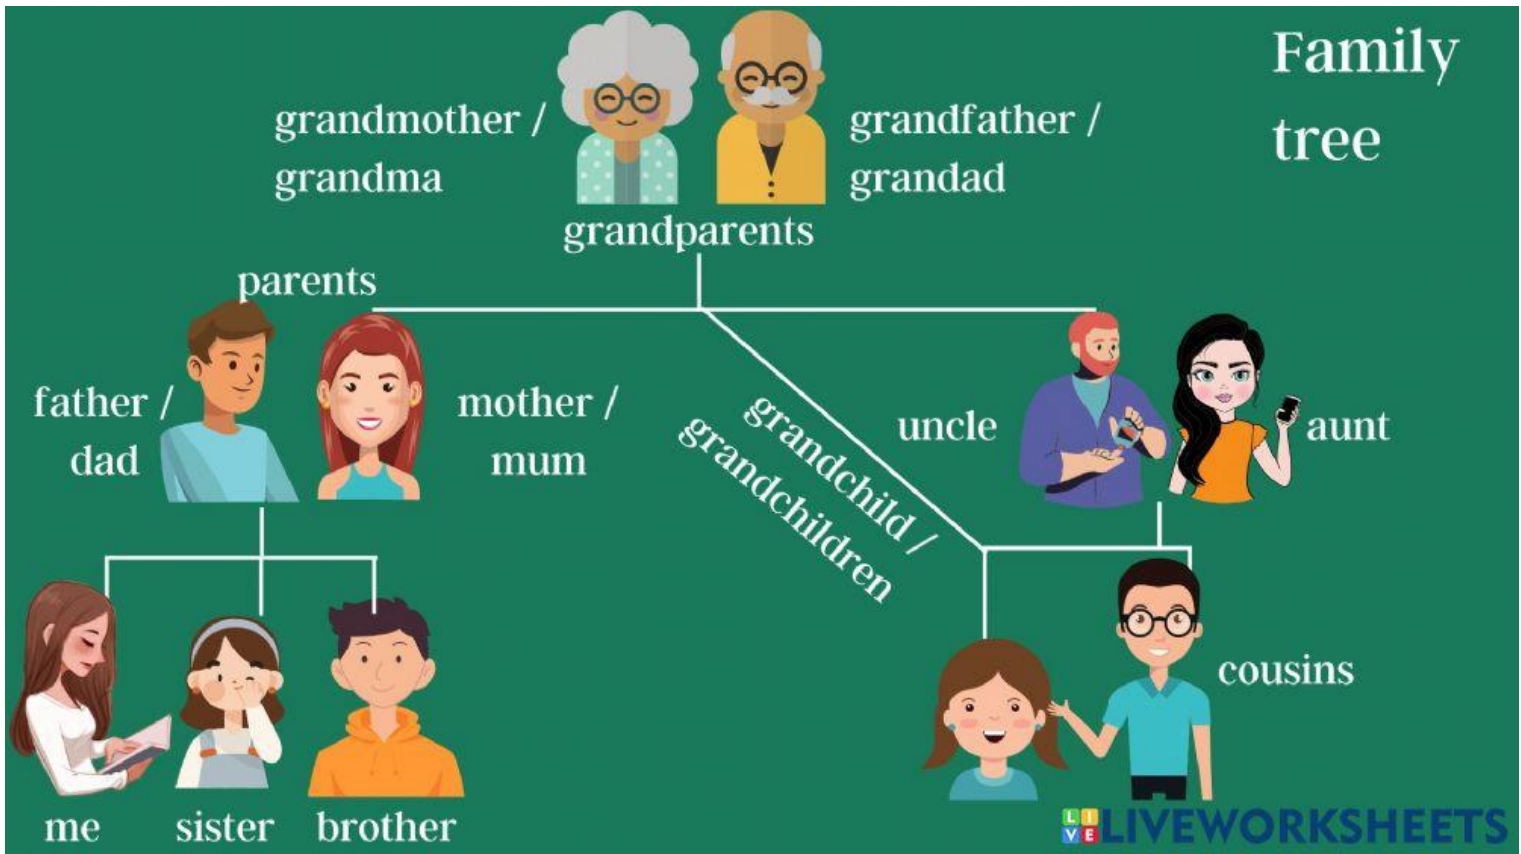 Family
tree
grandmother /
grandma
grandfather /
grandad
grandparents
parents
father /
dad
mother /
mum
grandchild /
grandchildren
uncle
aunt
me
sister
brother
cousins
LIVE LIVEWORKSHEETS